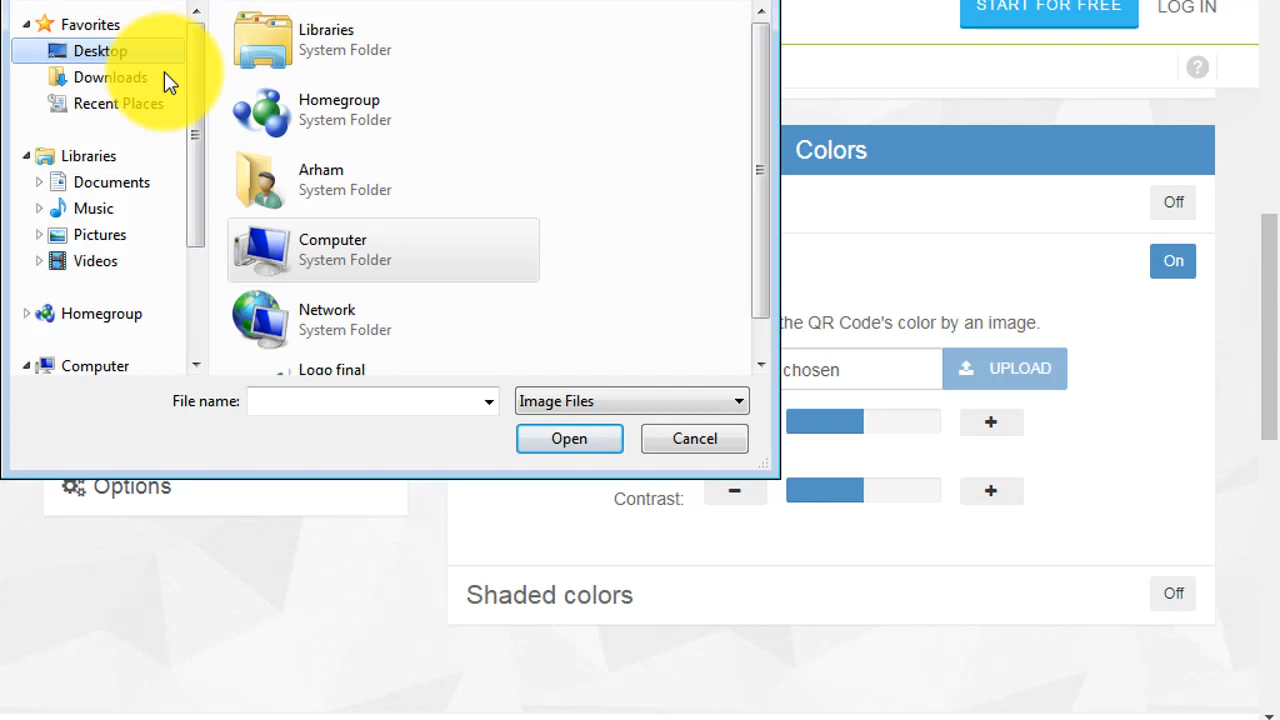 Favorites
Desktop
Downloads
Recent Places
Libraries
Documents
Music
Pictures
Videos
Homegroup
Computer
Libraries
System Folder
Homegroup
System Folder
Arham
System Folder
Computer
System Folder
Network
System Folder
Logo final
File name:
Image Files
Open
Cancel
START FOR FREE
LOG IN
?
Colors
Off
On
the QR Code's color by an image.
chosen
UPLOAD
+
Options
Contrast:
−
+
Shaded colors
Off